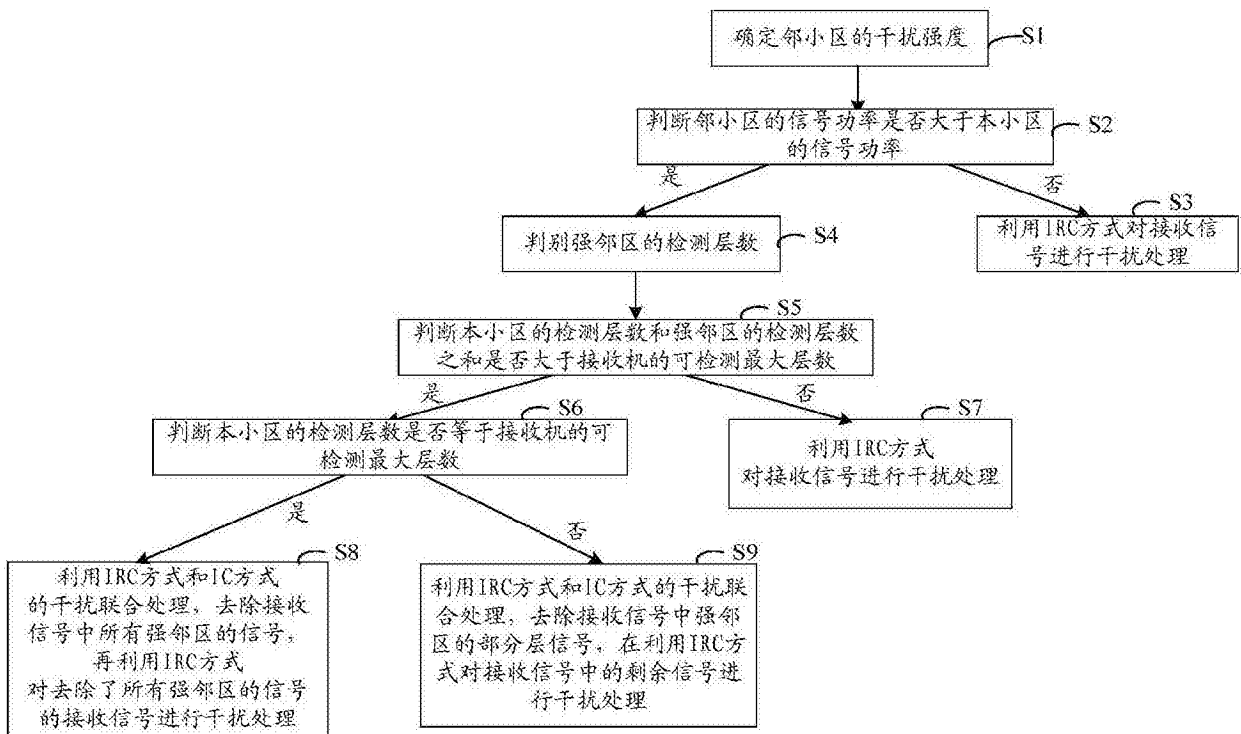 确定邻小区的干扰强度
S1
判断邻小区的信号功率是否大于本小区
的信号功率
S2
是
否
判别强邻区的检测层数
S4
S3
利用IRC方式对接收信
号进行干扰处理
S5
判断本小区的检测层数和强邻区的检测层数
之和是否大于接收机的可检测最大层数
是
否
S6
判断本小区的检测层数是否等于接收机的可
检测最大层数
S7
利用IRC方式
对接收信号进行干扰处理
是
否
S8
利用IRC方式和IC方式
的干扰联合处理，去除接收
信号中所有强邻区的信号，
再利用IRC方式
对去除了所有强邻区的信号
的接收信号进行干扰处理
S9
利用IRC方式和IC方式的干扰联
合处理，去除接收信号中强邻
区的部分层信号，在利用IRC方
式对接收信号中的剩余信号进
行干扰处理